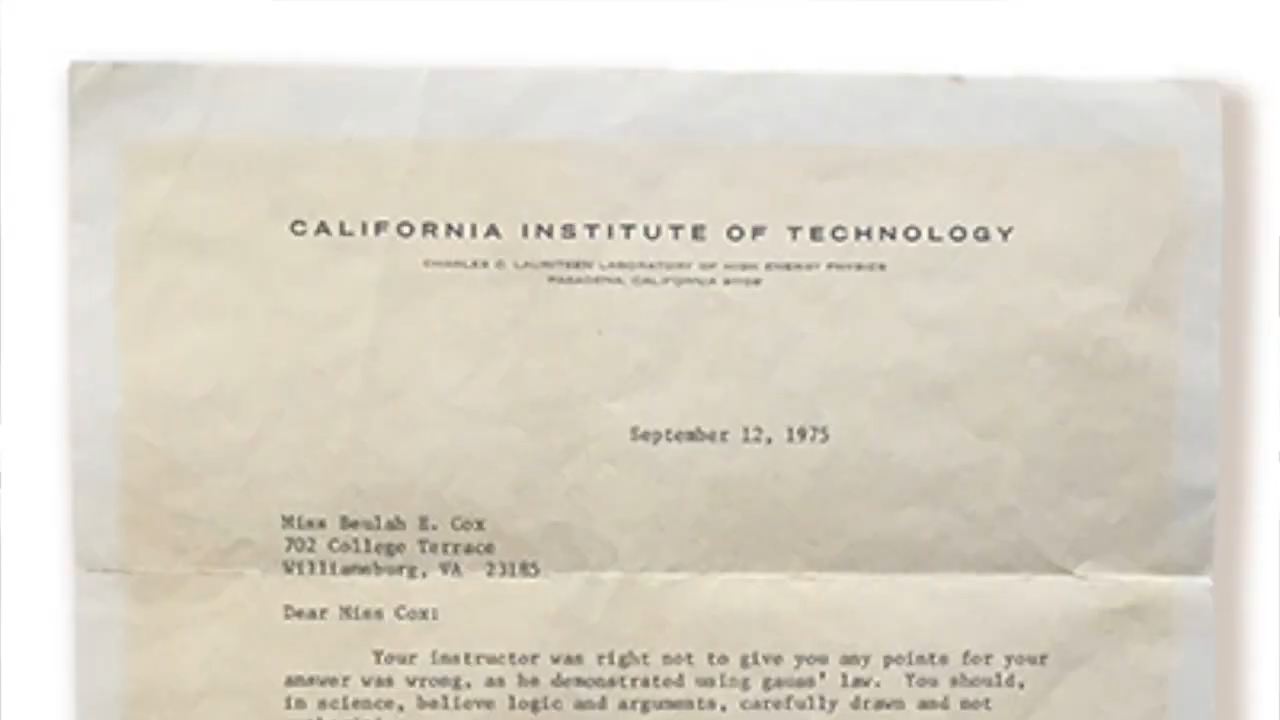 CALIFORNIA INSTITUTE OF TECHNOLOGY
CHARLES C. LAURITSEN LABORATORY OF HIGH ENERGY PHYSICS
PASADENA, CALIFORNIA
September 12, 1975
Miss Beulah E. Cox
702 College Terrace
Williamsburg, VA 23185
Dear Miss Cox:
Your instructor was right not to give you any points for your
answer was wrong, as he demonstrated using gauss' law. You should,
in science, believe logic and arguments, carefully drawn and not